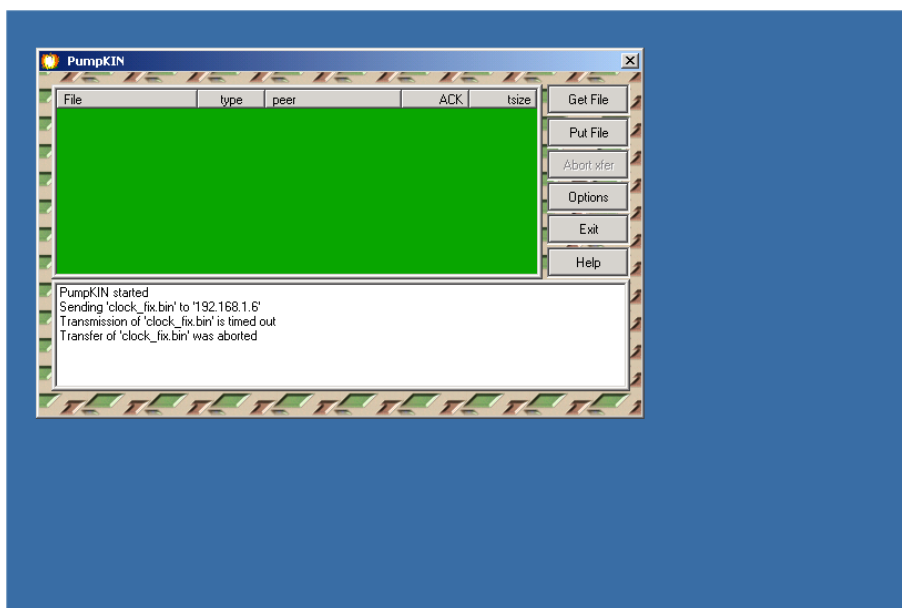 PumpKIN
File type peer ACK tsize
Get File
Put File
Abort xfer
Options
Exit
Help
PumpKIN started
Sending 'clock_fix.bin' to '192.168.1.6'
Transmission of 'clock_fix.bin' is timed out
Transfer of 'clock_fix.bin' was aborted